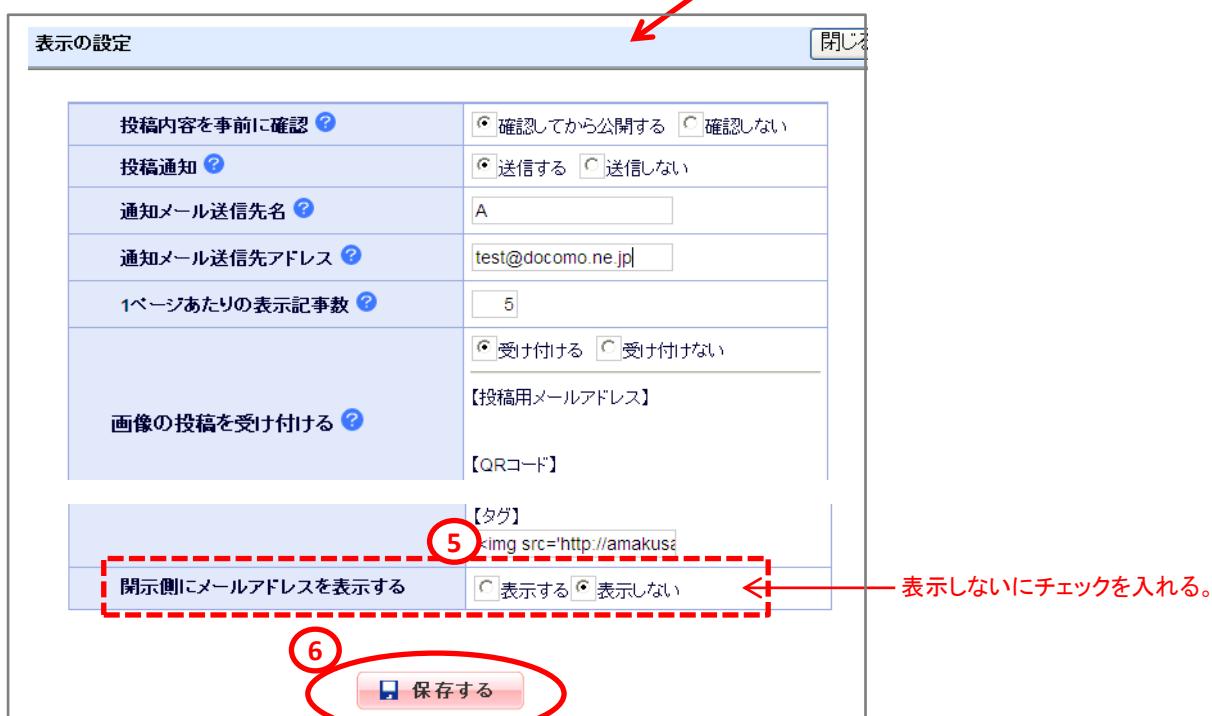 表示の設定
閉じる
投稿内容を事前に確認 ?
確認してから公開する 確認しない
投稿通知 ?
送信する 送信しない
通知メール送信先名 ?
A
通知メール送信先アドレス ?
test@docomo.ne.jp
1ページあたりの表示記事数 ?
5
画像の投稿を受け付ける ?
受け付ける 受け付けない
【投稿用メールアドレス】
【QRコード】
【タグ】
<img src='http://amakusa
5
開示側にメールアドレスを表示する
表示する 表示しない
表示しないにチェックを入れる。
6
保存する